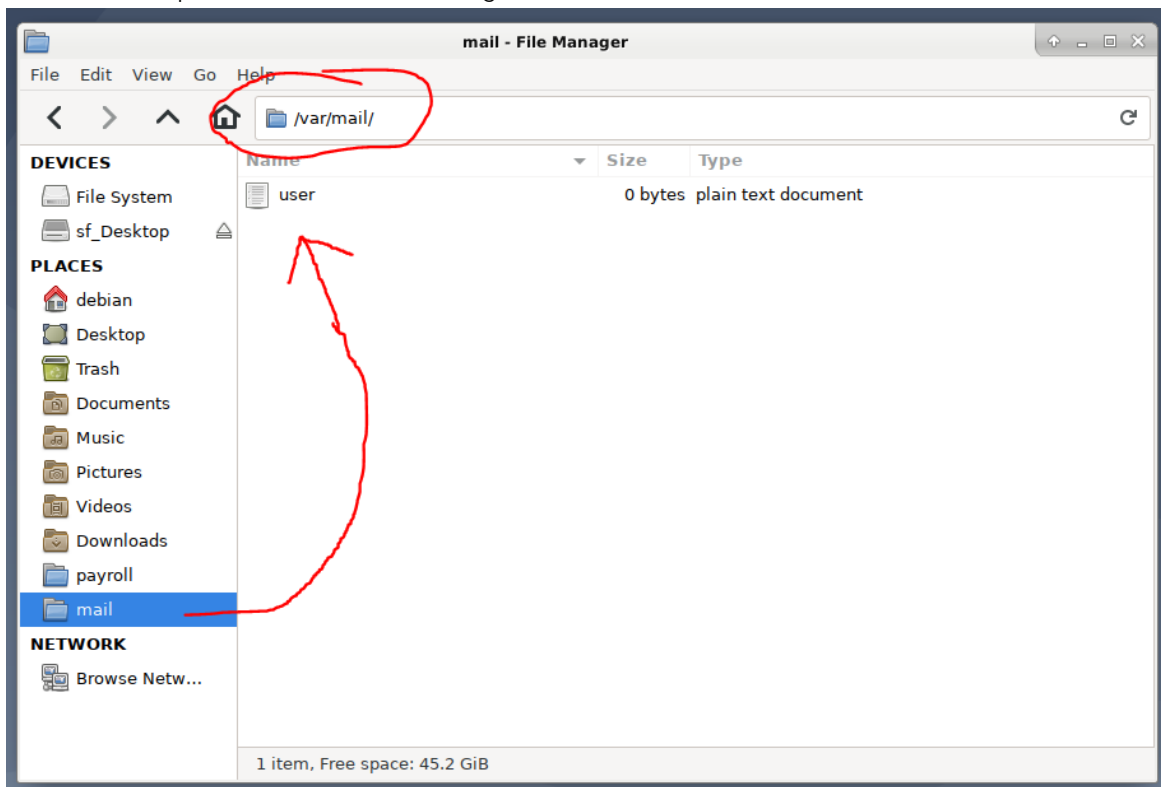 mail - File Manager
File Edit View Go Help
/var/mail/
DEVICES
Name Size Type
File System
user 0 bytes plain text document
sf_Desktop
PLACES
debian
Desktop
Trash
Documents
Music
Pictures
Videos
Downloads
payroll
mail
NETWORK
Browse Netw...
1 item, Free space: 45.2 GiB